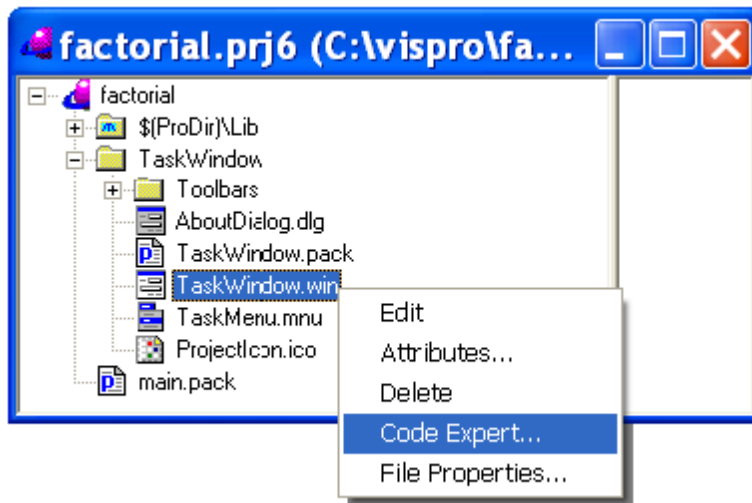 factorial.prj6 (C:\vispro\fa...
factorial
$(ProDir)\Lib
TaskWindow
Toolbars
AboutDialog.dlg
TaskWindow.pack
TaskWindow.win
TaskMenu.mnu
ProjectIcon.ico
main.pack
Edit
Attributes...
Delete
Code Expert...
File Properties...